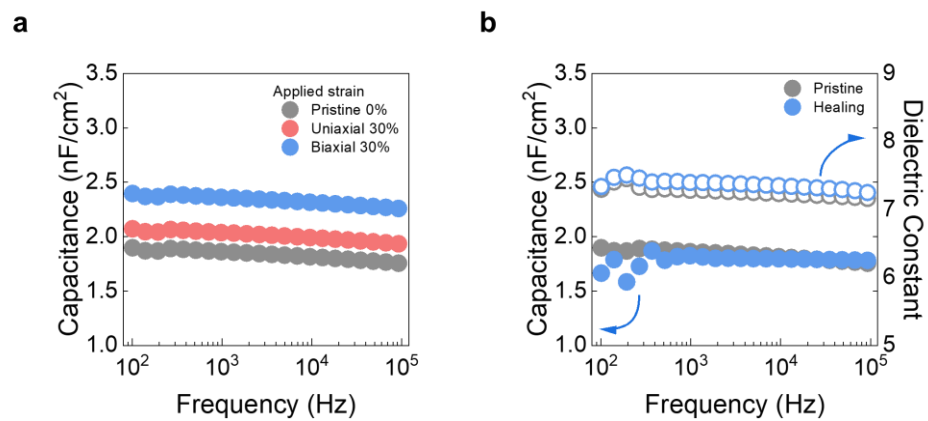 a
3.5
3.0
2.5
2.0
1.5
1.0
Capacitance (nF/cm²)
Applied strain
Pristine 0%
Uniaxial 30%
Biaxial 30%
10² 10³ 10⁴ 10⁵
Frequency (Hz)
b
3.5
3.0
2.5
2.0
1.5
1.0
Capacitance (nF/cm²)
Pristine
Healing
9
8
7
6
5
Dielectric Constant
10² 10³ 10⁴ 10⁵
Frequency (Hz)